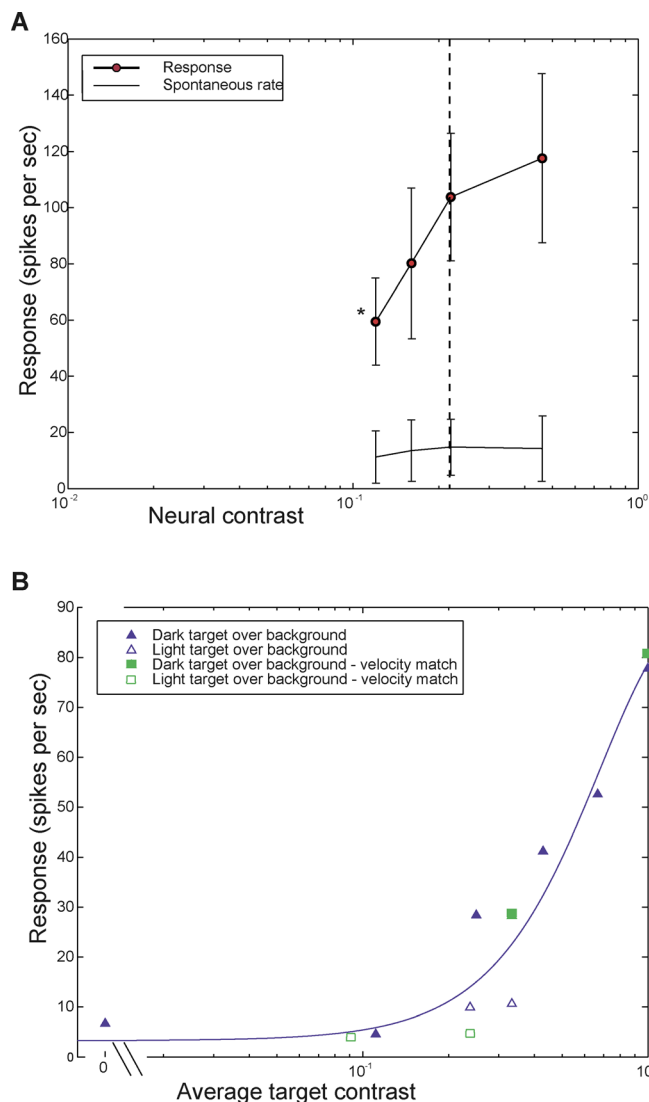 A
160
140
120
100
80
60
40
20
0
Response (spikes per sec)
Response
Spontaneous rate
*
10-2
10-1
100
Neural contrast
B
90
80
70
60
50
40
30
20
10
0
Response (spikes per sec)
Dark target over background
Light target over background
Dark target over background - velocity match
Light target over background - velocity match
0
10-1
10
Average target contrast